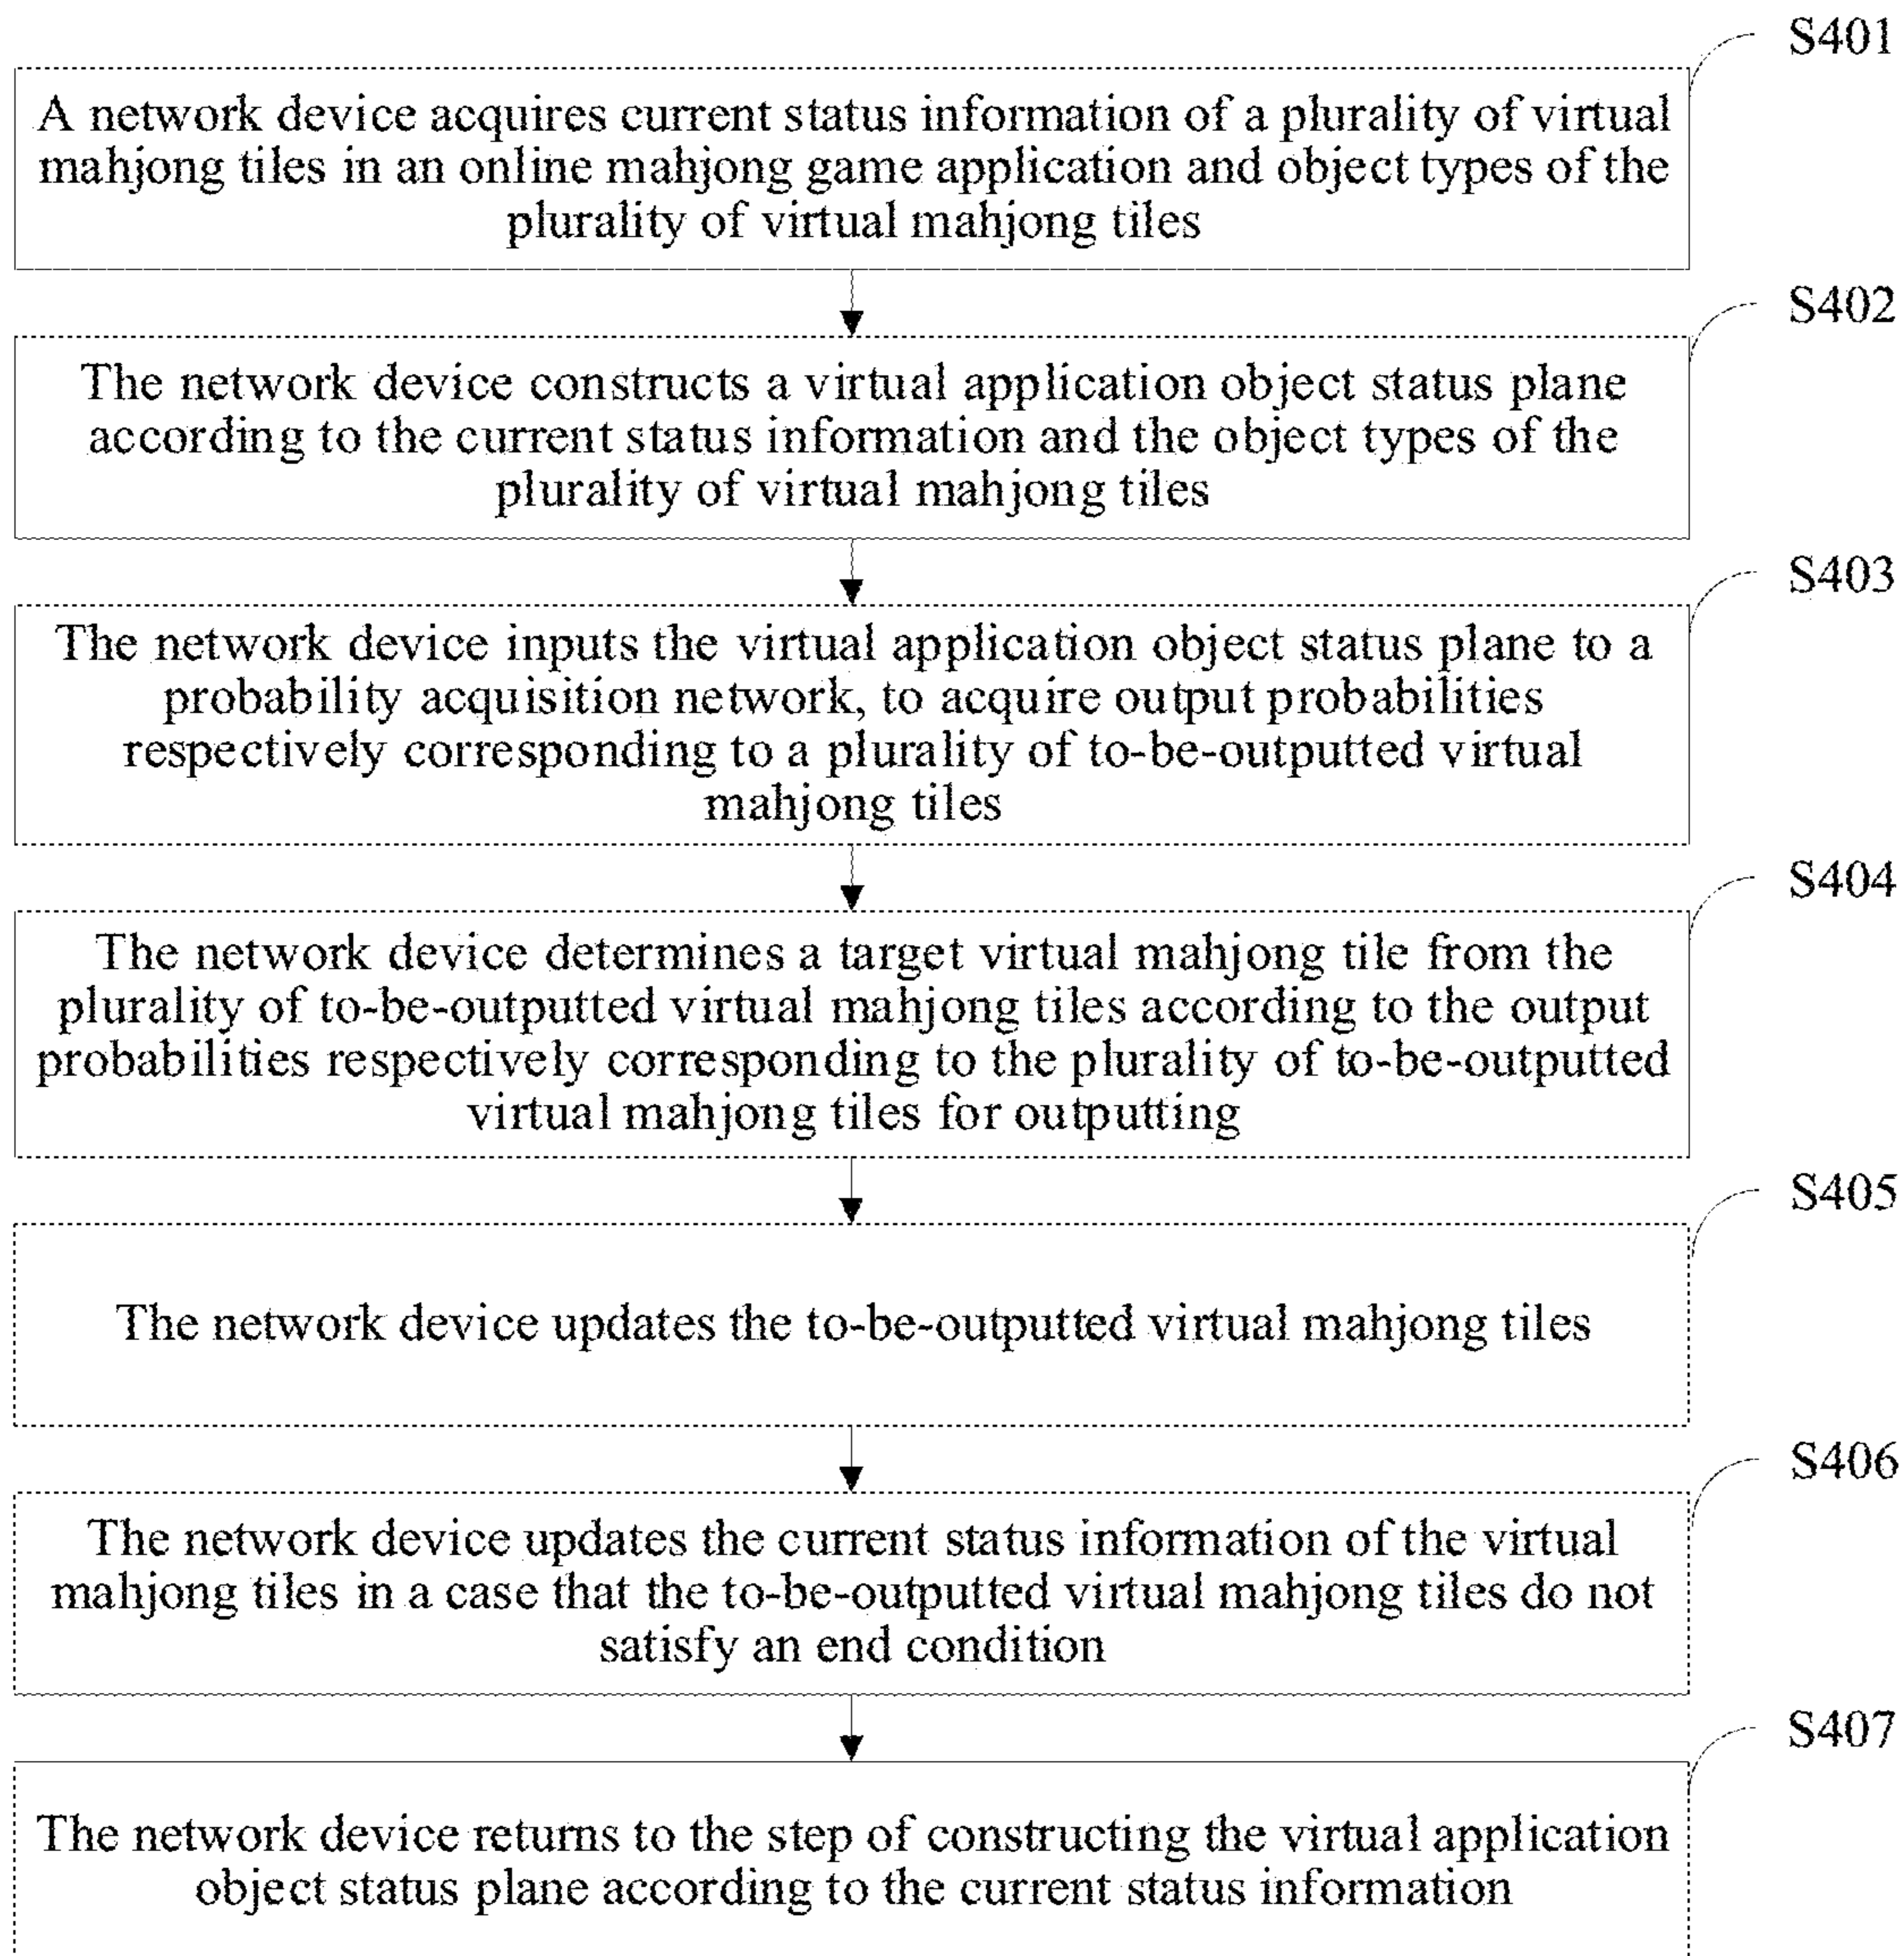 S401
A network device acquires current status information of a plurality of virtual
mahjong tiles in an online mahjong game application and object types of the
plurality of virtual mahjong tiles
S402
The network device constructs a virtual application object status plane
according to the current status information and the object types of the
plurality of virtual mahjong tiles
S403
The network device inputs the virtual application object status plane to a
probability acquisition network, to acquire output probabilities
respectively corresponding to a plurality of to-be-outputted virtual
mahjong tiles
S404
The network device determines a target virtual mahjong tile from the
plurality of to-be-outputted virtual mahjong tiles according to the output
probabilities respectively corresponding to the plurality of to-be-outputted
virtual mahjong tiles for outputting
S405
The network device updates the to-be-outputted virtual mahjong tiles
S406
The network device updates the current status information of the virtual
mahjong tiles in a case that the to-be-outputted virtual mahjong tiles do not
satisfy an end condition
S407
The network device returns to the step of constructing the virtual application
object status plane according to the current status information